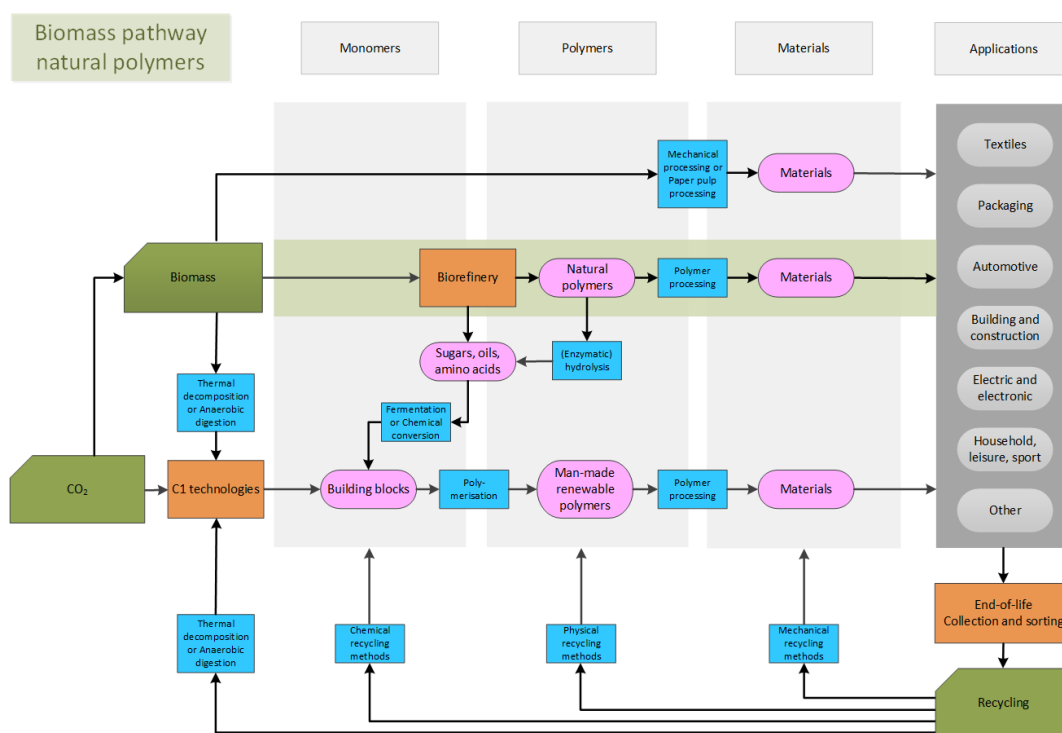 Biomass pathway
natural polymers
Monomers
Polymers
Materials
Applications
Mechanical
processing or
Paper pulp
processing
Materials
Textiles
Packaging
Biomass
Biorefinery
Natural
polymers
Polymer
processing
Materials
Automotive
Building and
construction
Sugars, oils,
amino acids
(Enzymatic)
hydrolysis
Thermal
decomposition
or Anaerobic
digestion
Fermentation
or Chemical
conversion
Electric and
electronic
Household,
leisure, sport
CO₂
C1 technologies
Building blocks
Poly-
merisation
Man-made
renewable
polymers
Polymer
processing
Materials
Other
Thermal
decomposition
or Anaerobic
digestion
Chemical
recycling
methods
Physical
recycling
methods
Mechanical
recycling
methods
End-of-life
Collection and sorting
Recycling